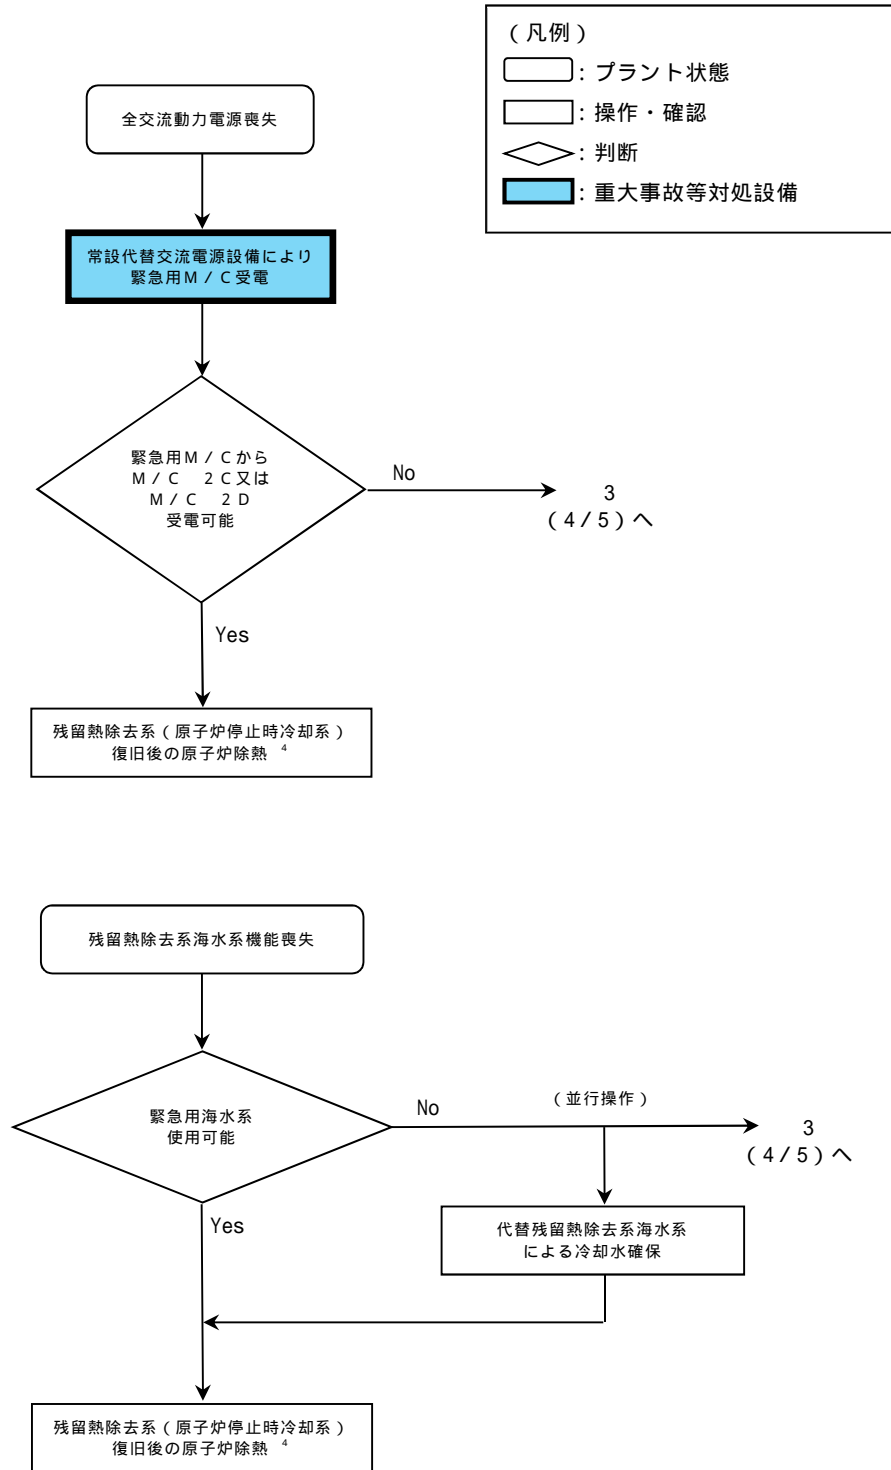 (凡例)
:プラント状態
:操作・確認
:判断
:重大事故等対処設備
全交流動力電源喪失
常設代替交流電源設備により
緊急用M/C受電
緊急用M/Cから
M/C 2C又は
M/C 2D
受電可能
No
3
(4/5)へ
Yes
残留熱除去系(原子炉停止時冷却系)
復旧後の原子炉除熱 4
残留熱除去系海水系機能喪失
緊急用海水系
使用可能
No
(並行操作)
3
(4/5)へ
Yes
代替残留熱除去系海水系
による冷却水確保
残留熱除去系(原子炉停止時冷却系)
復旧後の原子炉除熱 4